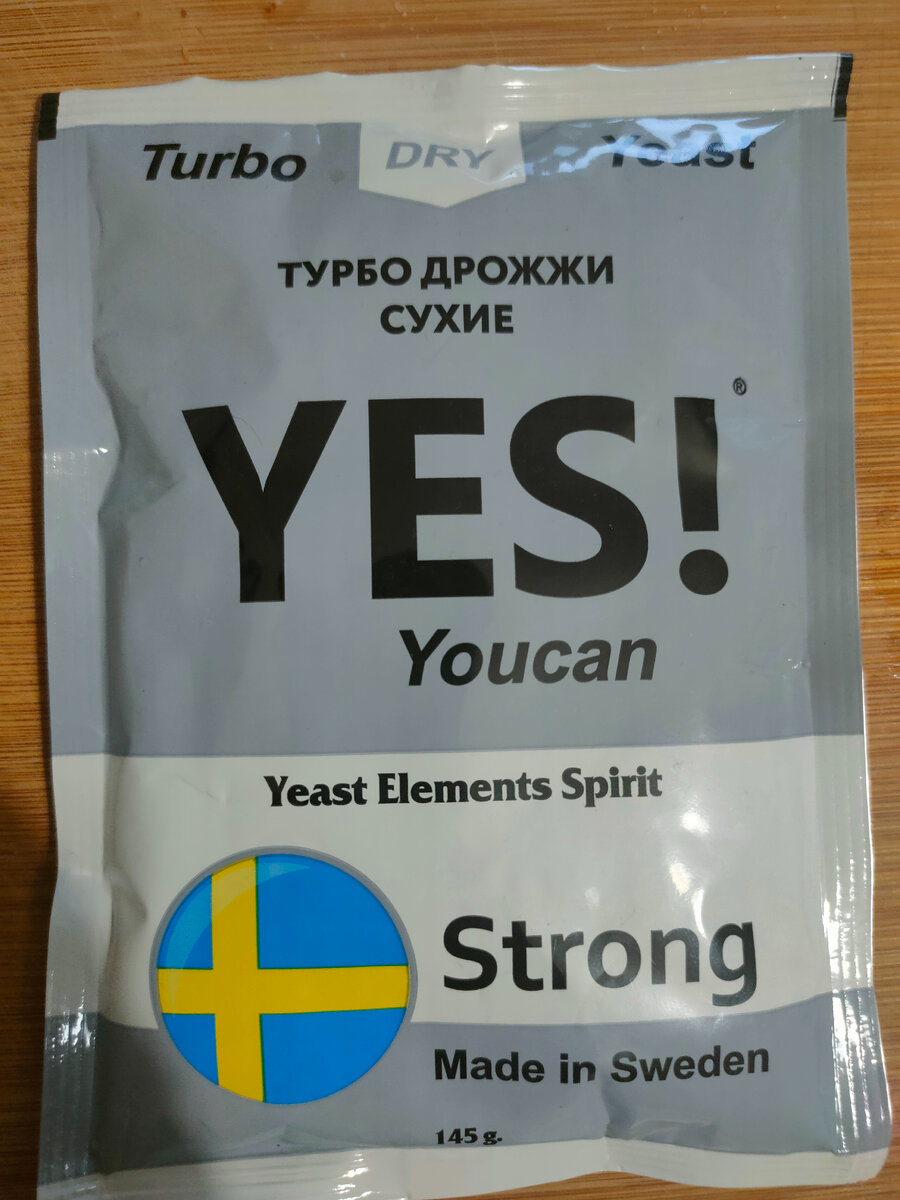 Turbo DRY Yeast
ТУРБО ДРОЖЖИ
СУХИЕ
YES!®
Youcan
Yeast Elements Spirit
Strong
Made in Sweden
145 g.